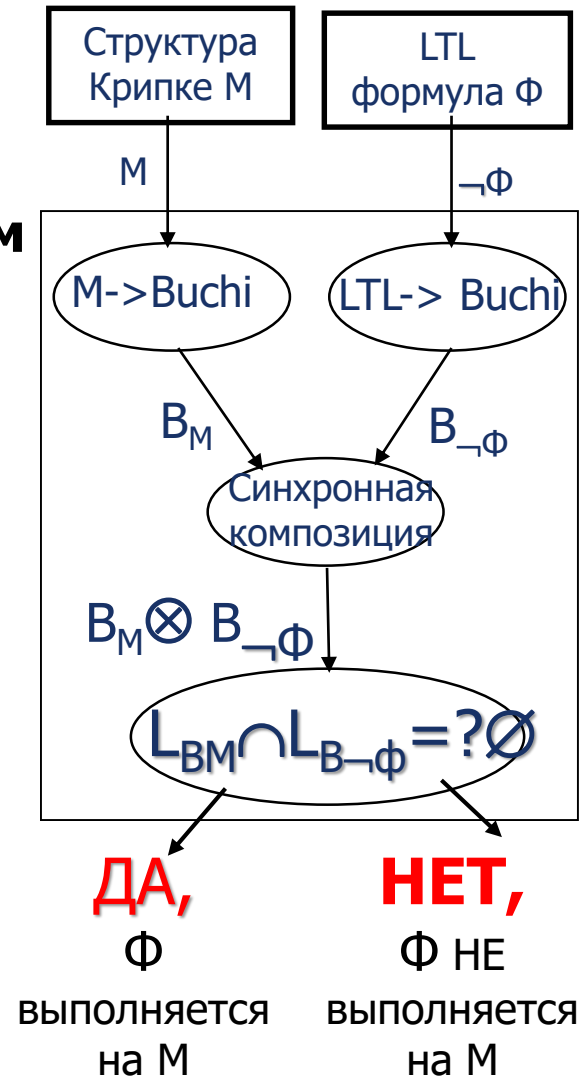 Структура
Крипке М
LTL
формула Ф
М
¬Ф
м
M->Buchi
LTL-> Buchi
B_M
B_¬Ф
Синхронная
композиция
B_M⊗ B_¬Ф
L_BM∩L_B¬Ф=?∅
ДА,
Ф
выполняется
на М
НЕТ,
Ф НЕ
выполняется
на М